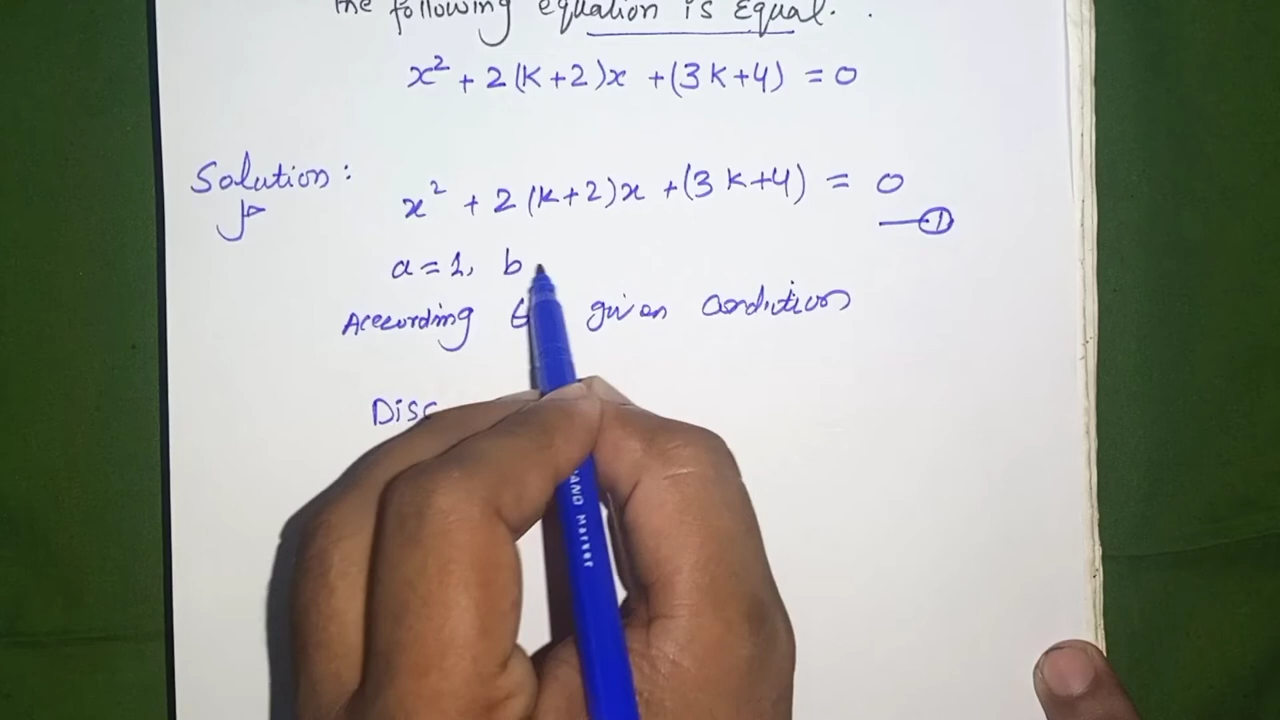 the following equation is Equal.
x² + 2(K+2)x + (3K+4) = 0
Solution:
x² + 2(k+2)x + (3k+4) = 0
①
a = 1, b
According given condition
Disc